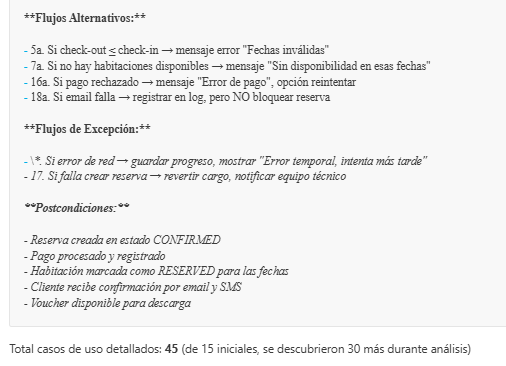 **Flujos Alternativos:**
- 5a. Si check-out ≤ check-in → mensaje error "Fechas inválidas"
- 7a. Si no hay habitaciones disponibles → mensaje "Sin disponibilidad en esas fechas"
- 16a. Si pago rechazado → mensaje "Error de pago", opción reintentar
- 18a. Si email falla → registrar en log, pero NO bloquear reserva
**Flujos de Excepción:**
- \*. Si error de red → guardar progreso, mostrar "Error temporal, intenta más tarde"
- 17. Si falla crear reserva → revertir cargo, notificar equipo técnico
**Postcondiciones:**
- Reserva creada en estado CONFIRMED
- Pago procesado y registrado
- Habitación marcada como RESERVED para las fechas
- Cliente recibe confirmación por email y SMS
- Voucher disponible para descarga
Total casos de uso detallados: 45 (de 15 iniciales, se descubrieron 30 más durante análisis)